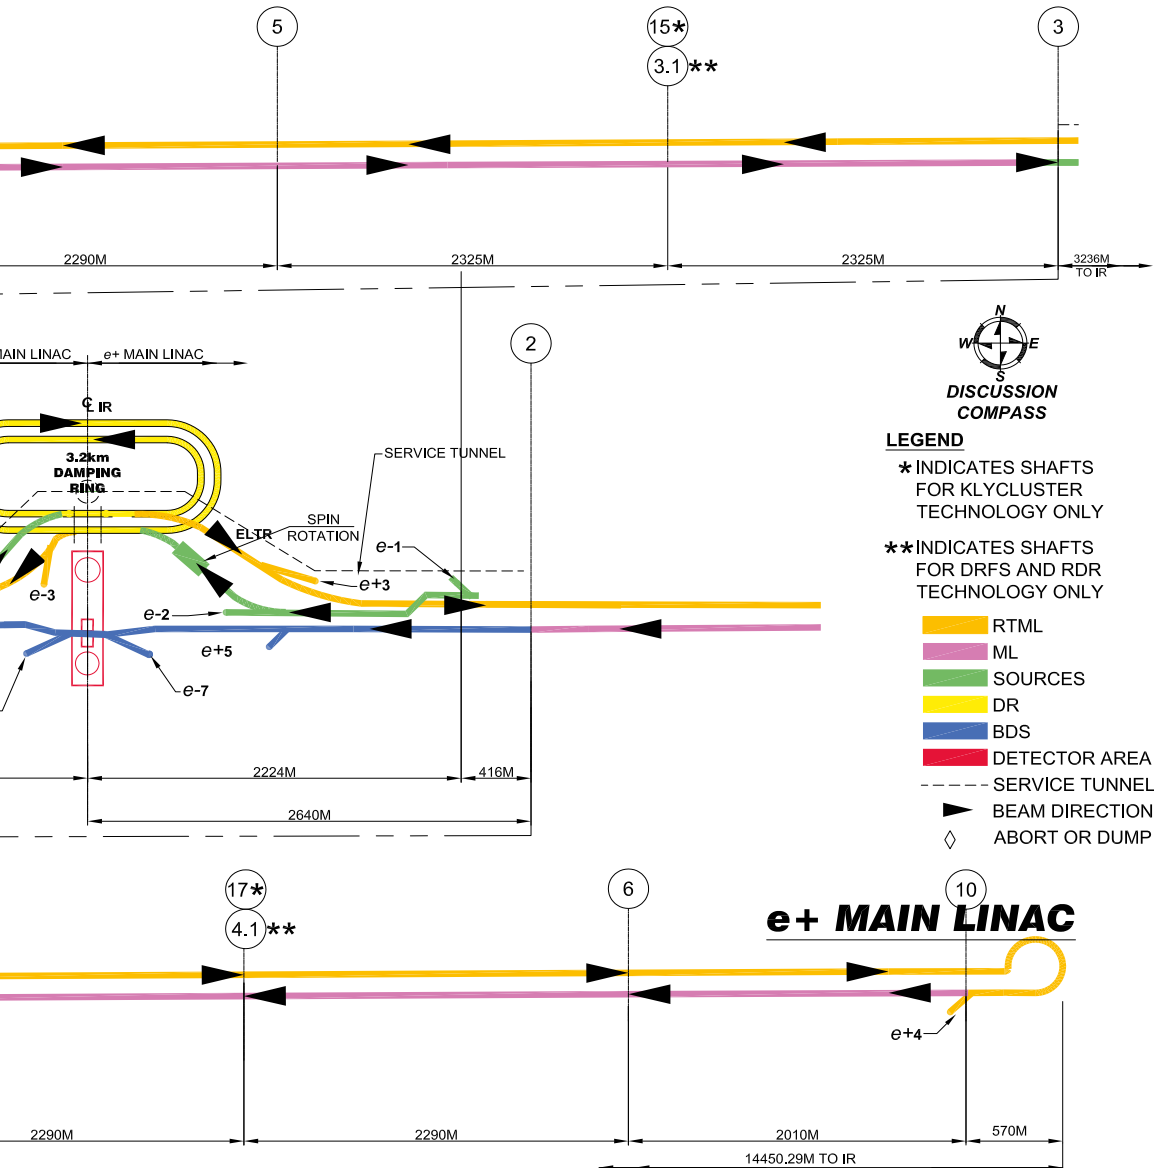 5
15*
3.1**
3
2290M
2325M
2325M
3236M
TO IR
MAIN LINAC
e+ MAIN LINAC
2
℄ IR
3.2km
DAMPING
RING
SERVICE TUNNEL
ELTR
SPIN
ROTATION
e-1
e+3
e-3
e-2
e+5
e-7
2224M
416M
2640M
N
W
E
S
DISCUSSION
COMPASS
LEGEND
* INDICATES SHAFTS
FOR KLYCLUSTER
TECHNOLOGY ONLY
** INDICATES SHAFTS
FOR DRFS AND RDR
TECHNOLOGY ONLY
RTML
ML
SOURCES
DR
BDS
DETECTOR AREA
SERVICE TUNNEL
BEAM DIRECTION
ABORT OR DUMP
17*
4.1**
6
10
e+ MAIN LINAC
e+4
2290M
2290M
2010M
570M
14450.29M TO IR